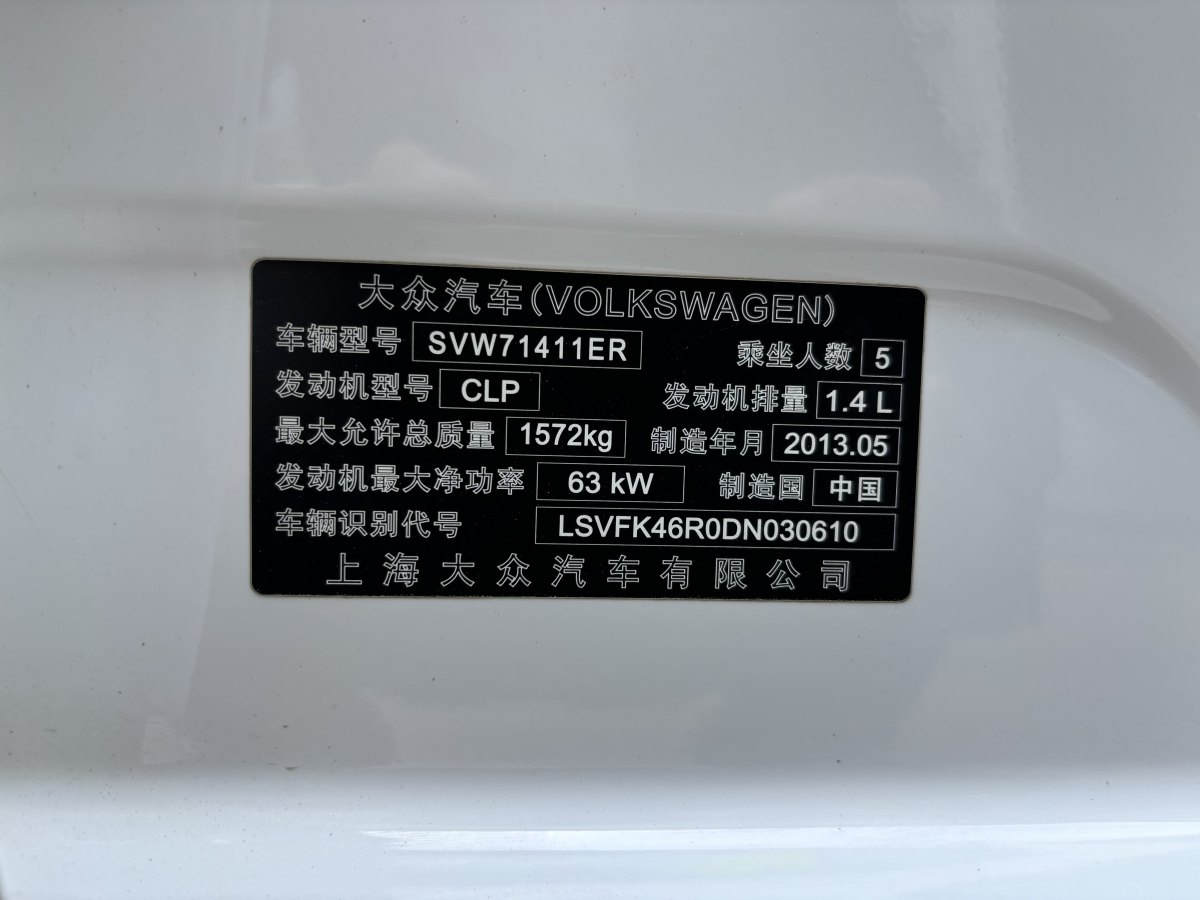 大众汽车(VOLKSWAGEN)
车辆型号 SVW71411ER 乘坐人数 5
发动机型号 CLP 发动机排量 1.4 L
最大允许总质量 1572kg 制造年月 2013.05
发动机最大净功率 63 kW 制造国 中国
车辆识别代号 LSVFK46R0DN030610
上海大众汽车有限公司